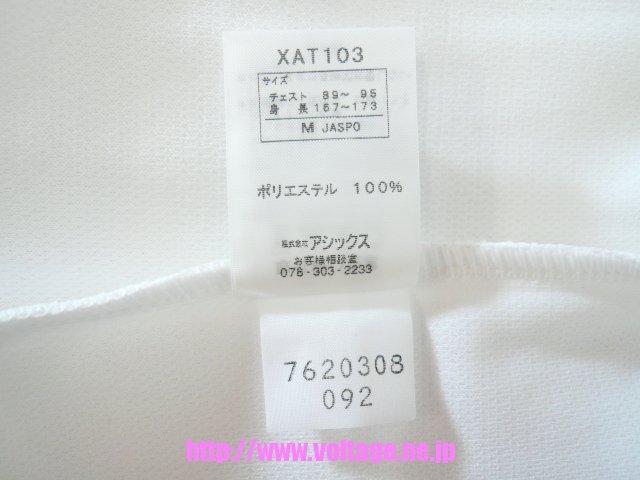 XAT103
サイズ
チェスト 89～95
身 長 167～173
M JASPO
ポリエステル 100%
株式会社アシックス
お客様相談室
078-303-2233
7620308
092
http://www.voltage.ne.jp